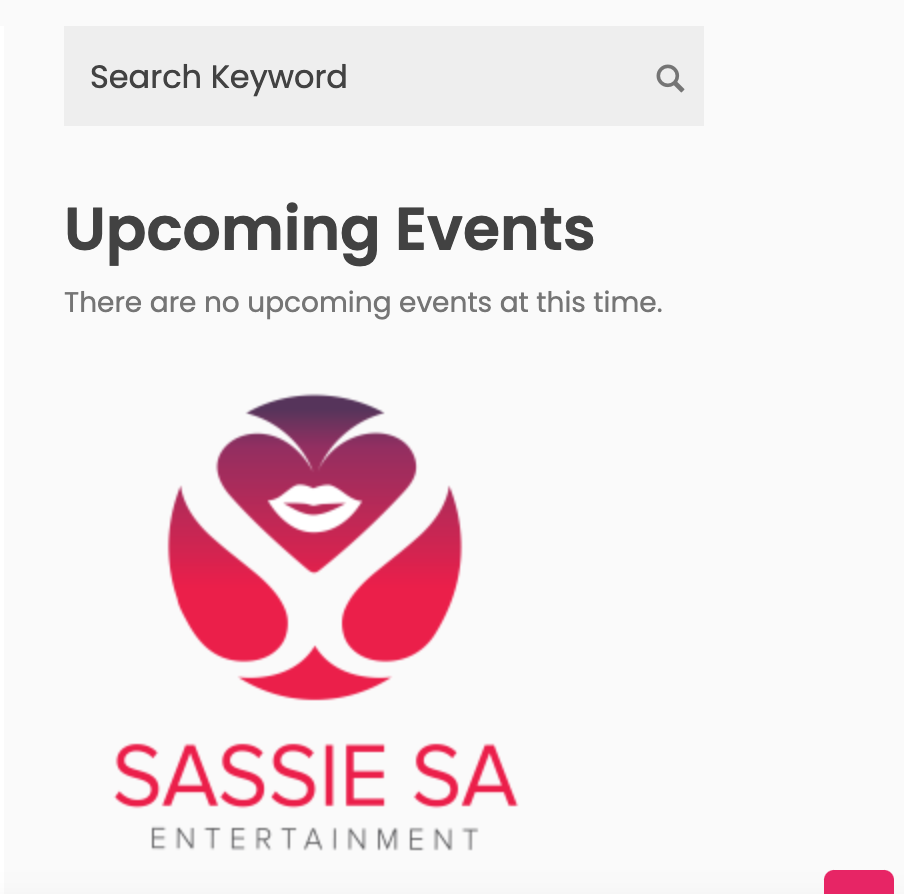 Search Keyword
Upcoming Events
There are no upcoming events at this time.
SASSIE SA
ENTERTAINMENT